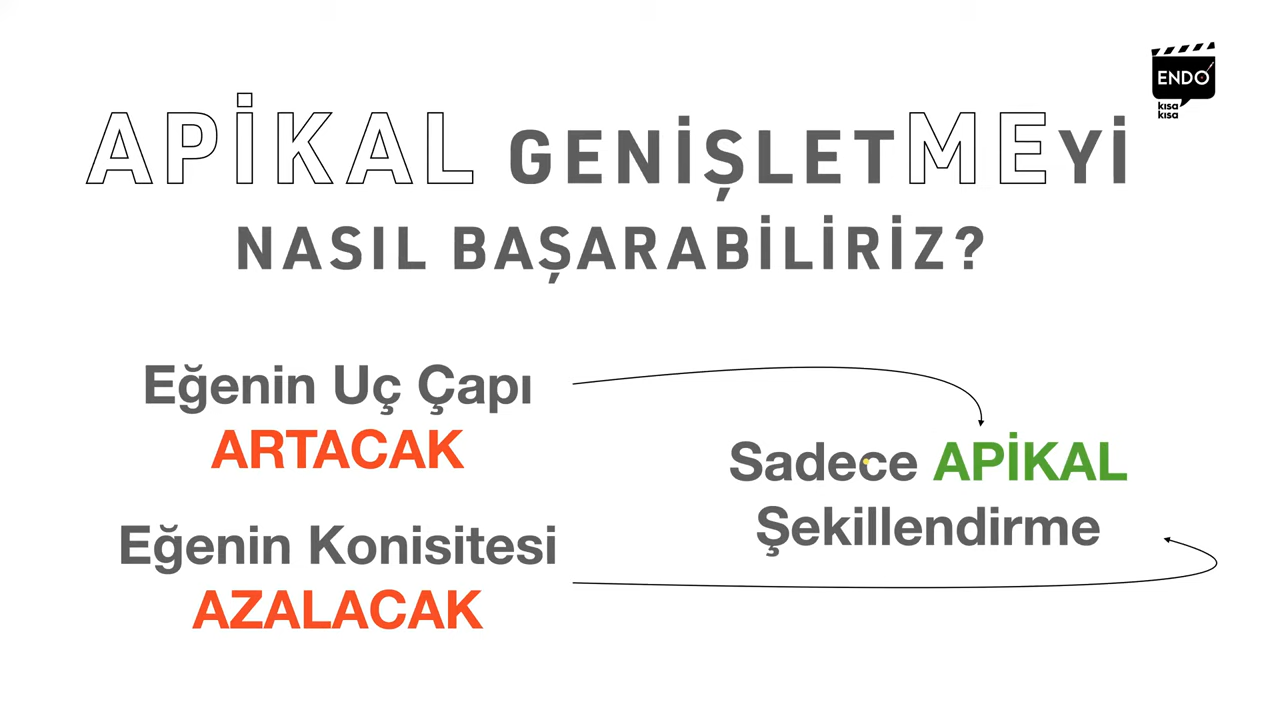 ENDO
kısa
kısa
APİKAL GENİŞLETMEYİ
NASIL BAŞARABİLİRİZ?
Eğenin Uç Çapı
ARTACAK
Sadece APİKAL
Şekillendirme
Eğenin Konisitesi
AZALACAK